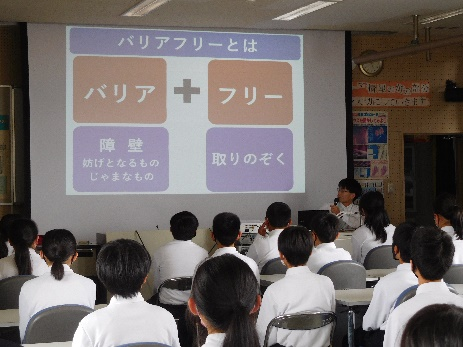 バリアフリーとは
バリア
＋
フリー
障壁
妨げとなるもの
じゃまなもの
取りのぞく